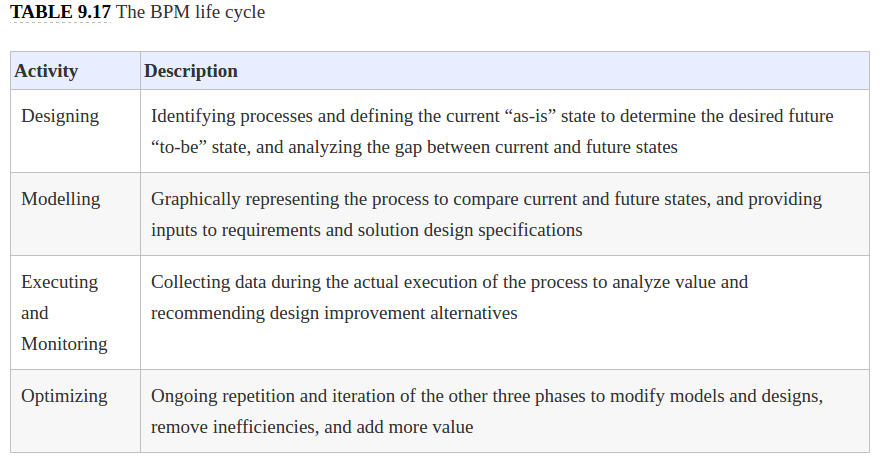 TABLE 9.17 The BPM life cycle
Activity Description
Designing Identifying processes and defining the current “as-is” state to determine the desired future
“to-be” state, and analyzing the gap between current and future states
Modelling Graphically representing the process to compare current and future states, and providing
inputs to requirements and solution design specifications
Executing Collecting data during the actual execution of the process to analyze value and
and recommending design improvement alternatives
Monitoring
Optimizing Ongoing repetition and iteration of the other three phases to modify models and designs,
remove inefficiencies, and add more value